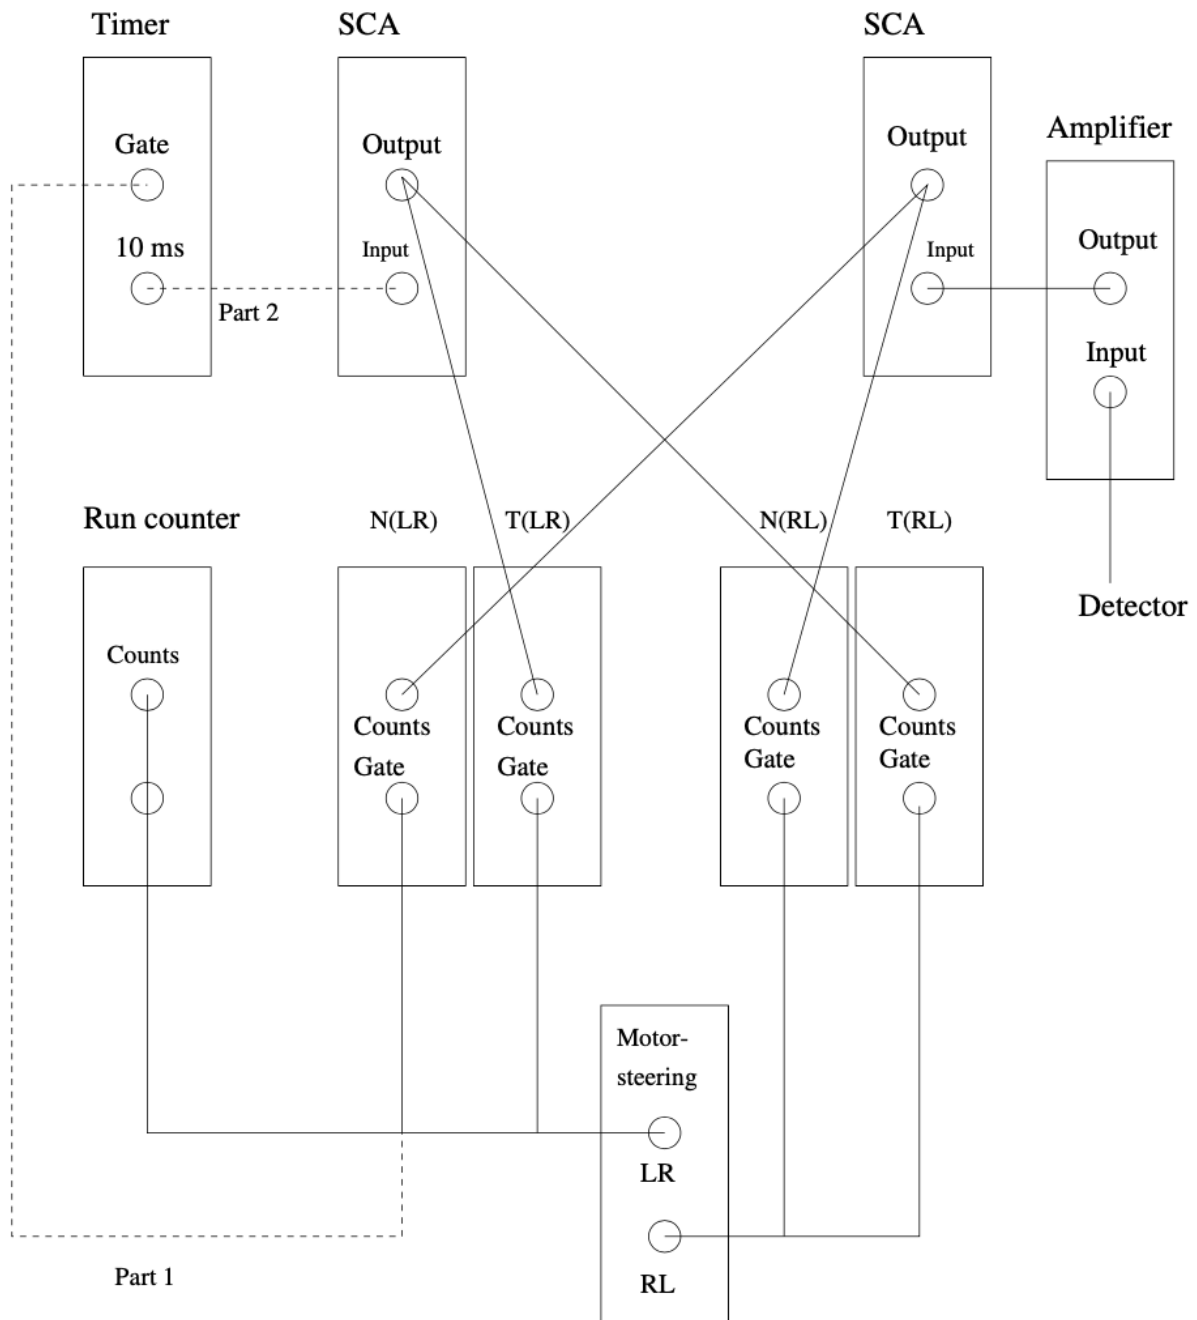 Timer
SCA
SCA
Amplifier
Gate
Output
Output
10 ms
Input
Input
Output
Part 2
Input
Run counter
N(LR)
T(LR)
N(RL)
T(RL)
Detector
Counts
Counts
Gate
Counts
Gate
Counts
Gate
Counts
Gate
Motor-
steering
LR
RL
Part 1